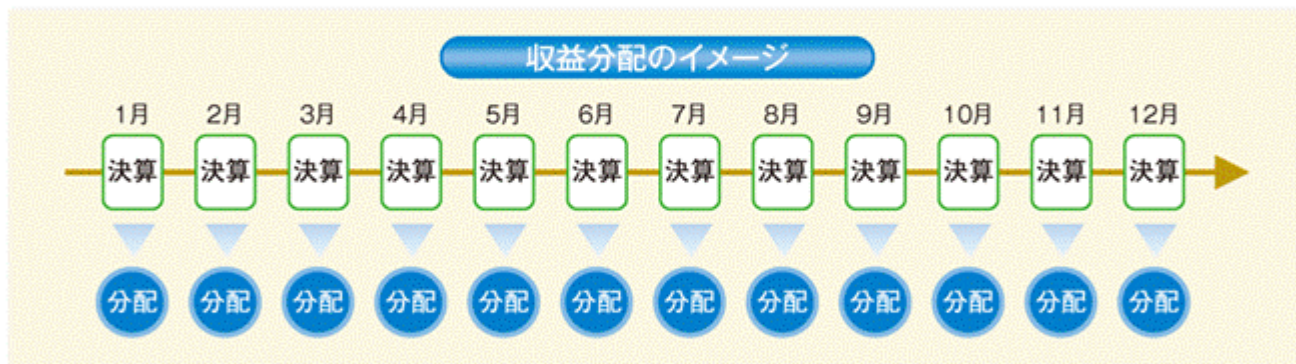 収益分配のイメージ
1月 2月 3月 4月 5月 6月 7月 8月 9月 10月 11月 12月
決算 決算 決算 決算 決算 決算 決算 決算 決算 決算 決算 決算
分配 分配 分配 分配 分配 分配 分配 分配 分配 分配 分配 分配